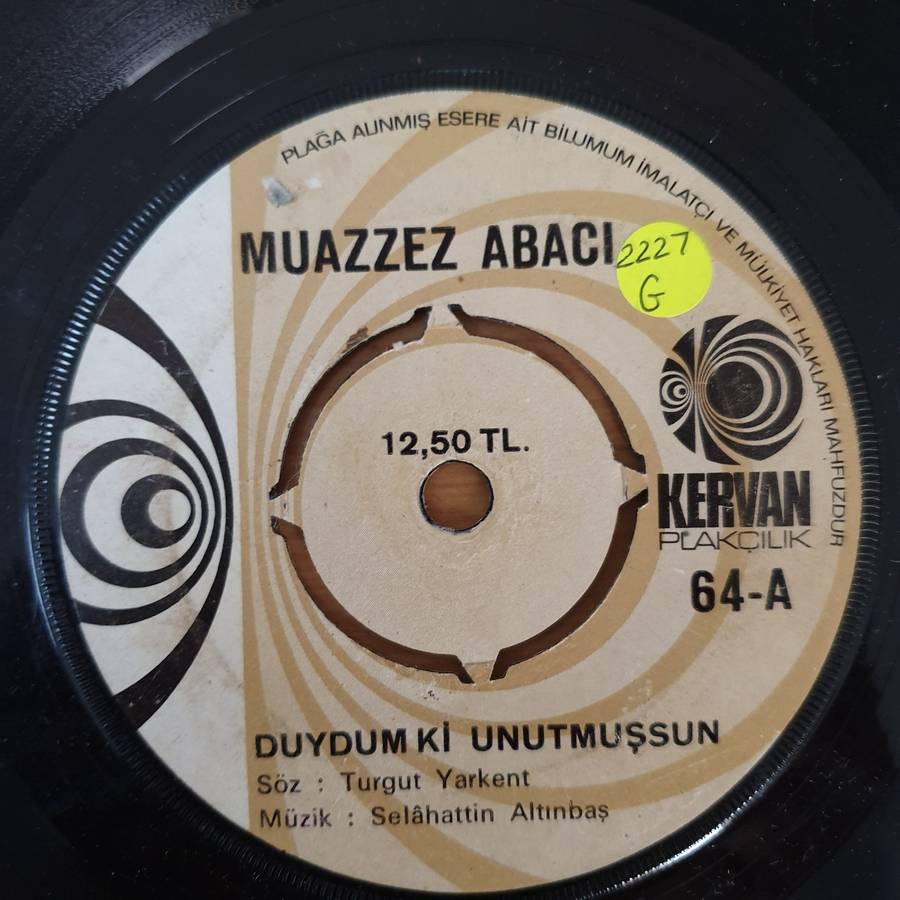 PLAĞA ALINMIŞ ESERE AİT BİLUMUM İMALATÇI VE MÜLKİYET HAKLARI MAHFUZDUR
MUAZZEZ ABACI
2227
G
12,50 TL.
KERVAN
PLAKÇILIK
64-A
DUYDUM Kİ UNUTMUŞSUN
Söz : Turgut Yarkent
Müzik : Selâhattin Altınbaş